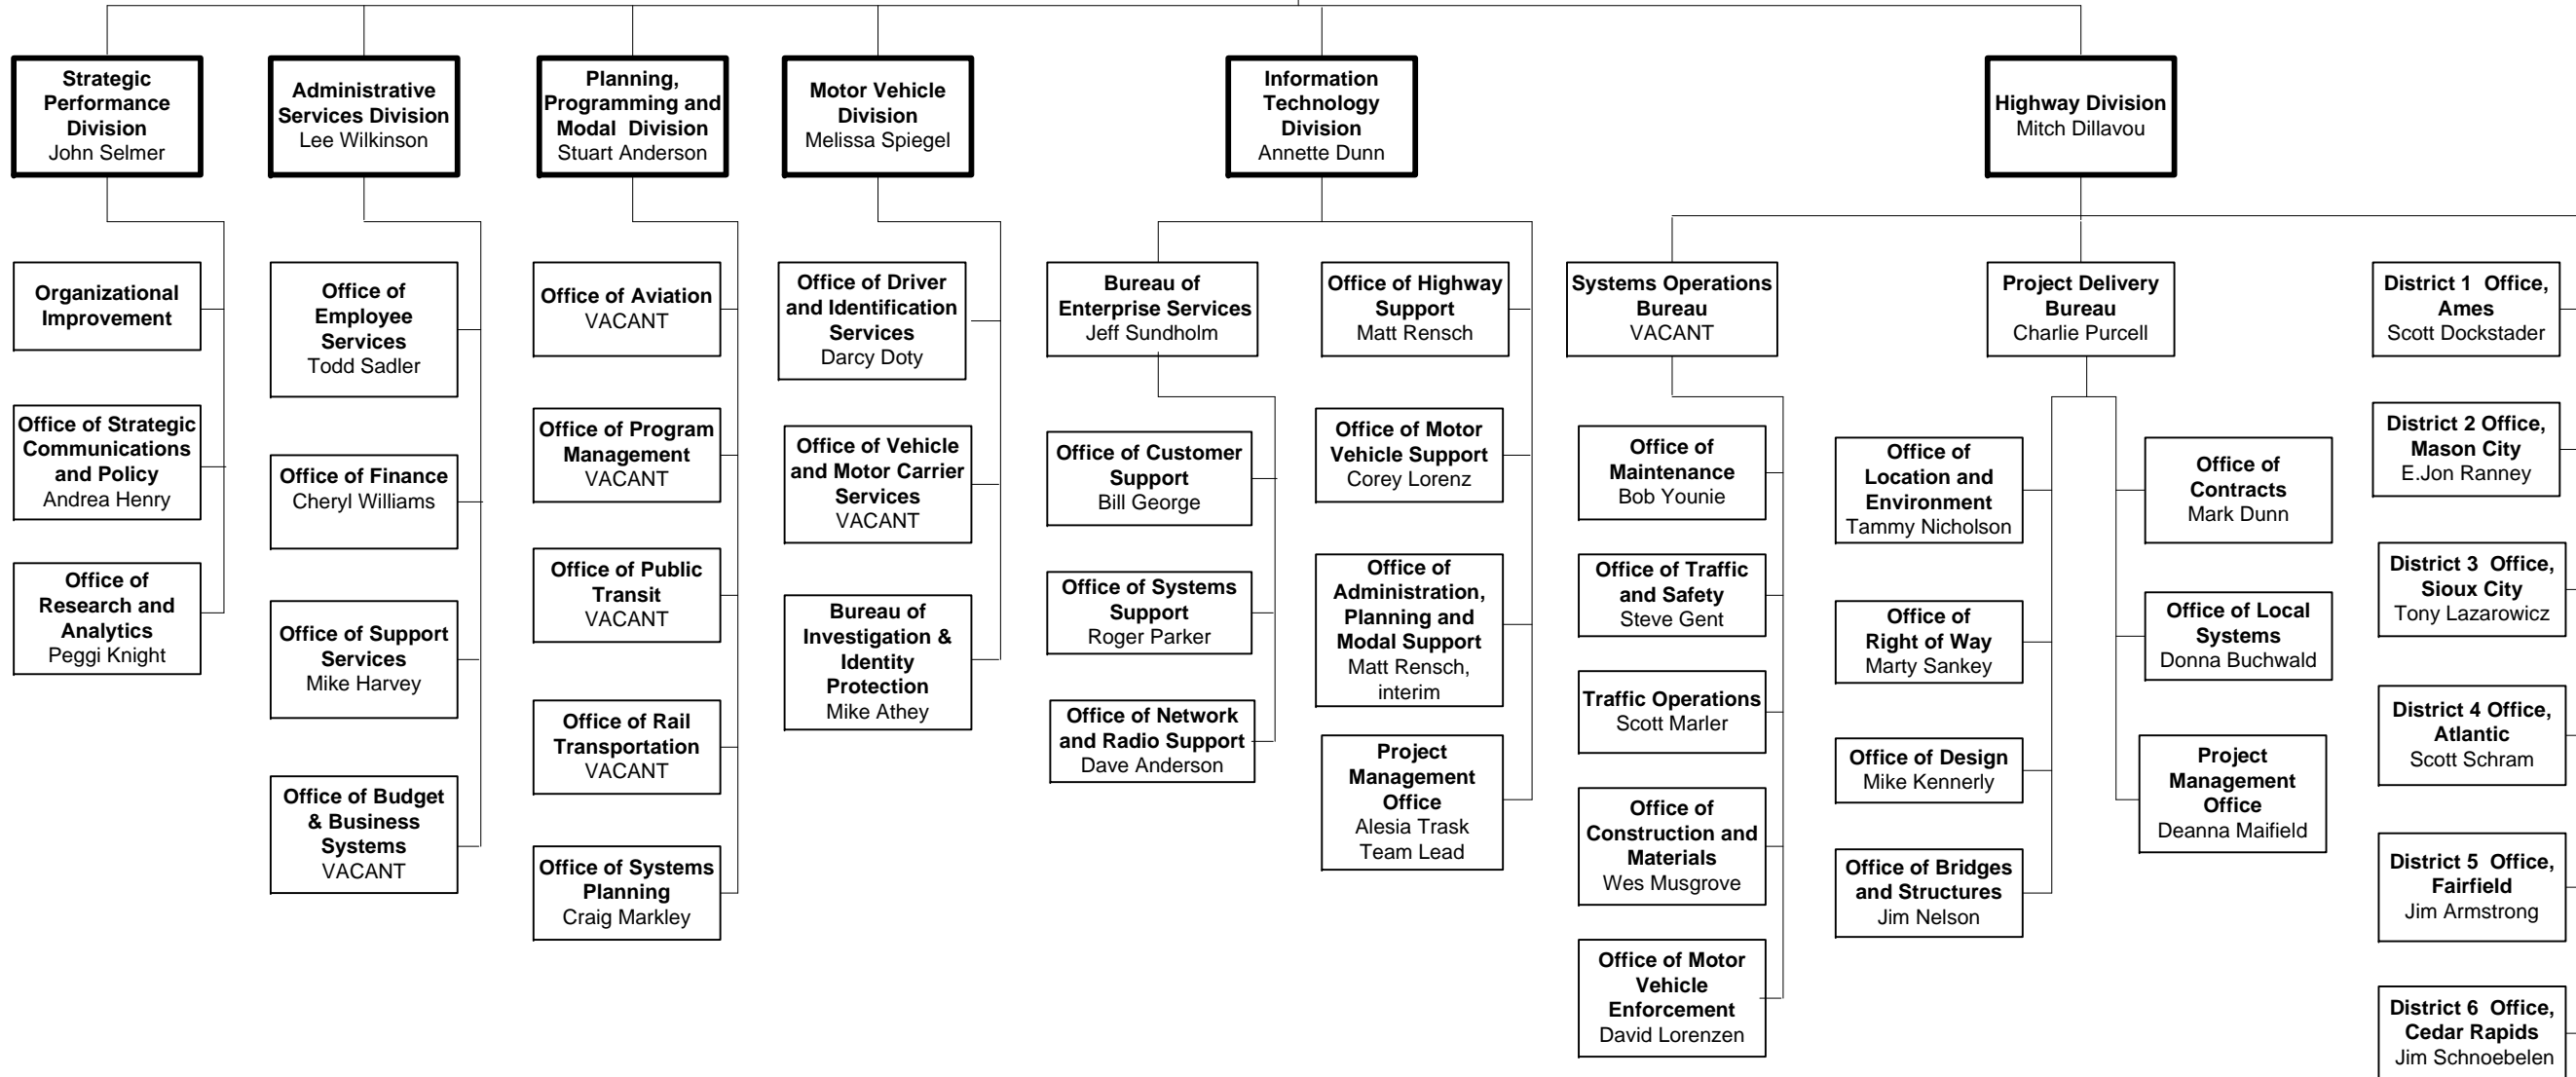 Strategic
Performance
Division
John Selmer
Administrative
Services Division
Lee Wilkinson
Planning,
Programming and
Modal  Division
Stuart Anderson
Motor Vehicle
Division
Melissa Spiegel
Information
Technology
Division
Annette Dunn
Highway Division
Mitch Dillavou
Organizational
Improvement
Office of Strategic
Communications
and Policy
Andrea Henry
Office of
Research and
Analytics
Peggi Knight
Office of
Employee
Services
Todd Sadler
Office of Finance
Cheryl Williams
Office of Support
Services
Mike Harvey
Office of Budget
& Business
Systems
VACANT
Office of Aviation
VACANT
Office of Program
Management
VACANT
Office of Public
Transit
VACANT
Office of Rail
Transportation
VACANT
Office of Systems
Planning
Craig Markley
Office of Driver
and Identification
Services
Darcy Doty
Office of Vehicle
and Motor Carrier
Services
VACANT
Bureau of
Investigation &
Identity
Protection
Mike Athey
Bureau of
Enterprise Services
Jeff Sundholm
Office of Customer
Support
Bill George
Office of Systems
Support
Roger Parker
Office of Network
and Radio Support
Dave Anderson
Office of Highway
Support
Matt Rensch
Office of Motor
Vehicle Support
Corey Lorenz
Office of
Administration,
Planning and
Modal Support
Matt Rensch,
interim
Project
Management
Office
Alesia Trask
Team Lead
Systems Operations
Bureau
VACANT
Office of
Maintenance
Bob Younie
Office of Traffic
and Safety
Steve Gent
Traffic Operations
Scott Marler
Office of
Construction and
Materials
Wes Musgrove
Office of Motor
Vehicle
Enforcement
David Lorenzen
Project Delivery
Bureau
Charlie Purcell
Office of
Location and
Environment
Tammy Nicholson
Office of
Right of Way
Marty Sankey
Office of Design
Mike Kennerly
Office of Bridges
and Structures
Jim Nelson
Office of
Contracts
Mark Dunn
Office of Local
Systems
Donna Buchwald
Project
Management
Office
Deanna Maifield
District 1  Office,
Ames
Scott Dockstader
District 2 Office,
Mason City
E.Jon Ranney
District 3  Office,
Sioux City
Tony Lazarowicz
District 4 Office,
Atlantic
Scott Schram
District 5  Office,
Fairfield
Jim Armstrong
District 6  Office,
Cedar Rapids
Jim Schnoebelen